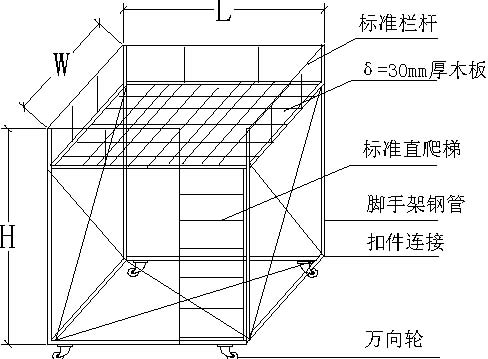 L
标准栏杆
W
δ=30mm厚木板
标准直爬梯
脚手架钢管
H
扣件连接
万向轮